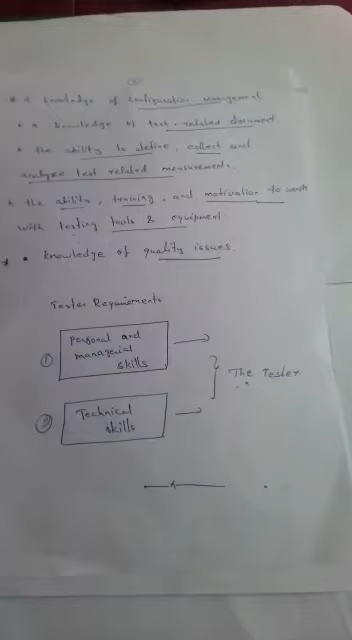 * a knowledge of configuration management
* a knowledge of test-related document
* the ability to define, collect and
analyze test related measurements.
* the ability, training, and motivation to work
with testing tools & equipment.
* knowledge of quality issues.
Tester Requirements
① Personal and
managerial
skills
The Tester
② Technical
skills